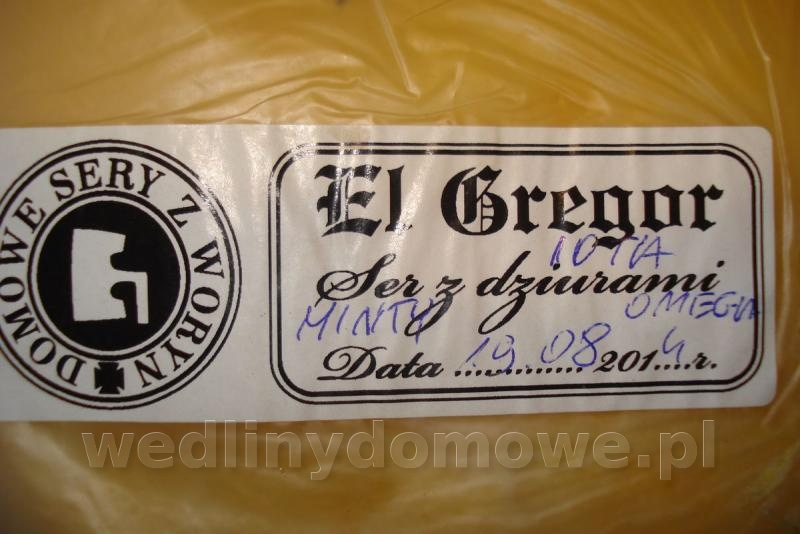 DOMOWE SERY Z WORYN
El Gregor
IOTA
Ser z dziurami
MINTY OMEGA
Data 19.08 2014 r.
wedlinydomowe.pl